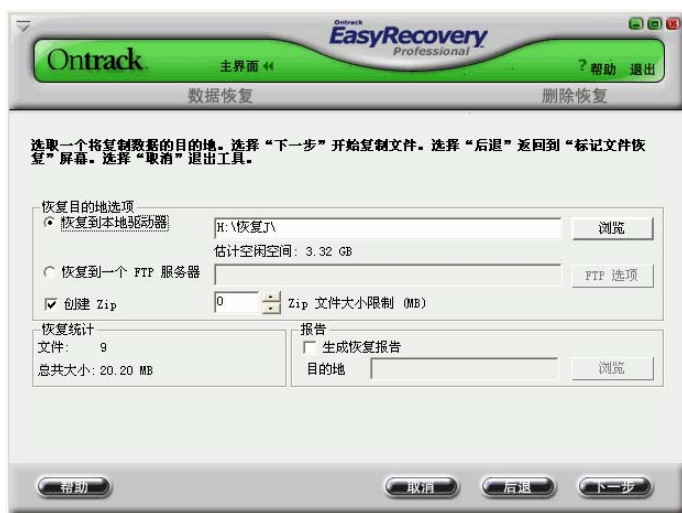 Ontrack
EasyRecovery
Professional
Ontrack
主界面
?帮助 退出
数据恢复 删除恢复
选取一个将复制数据的目的地。选择“下一步”开始复制文件。选择“后退”返回到“标记文件恢
复”屏幕。选择“取消”退出工具。
恢复目的地选项
恢复到本地驱动器 H:\恢复J\ 浏览
估计空闲空间: 3.32 GB
恢复到一个 FTP 服务器 FTP 选项
创建 Zip 0 Zip 文件大小限制 (MB)
恢复统计 报告
文件: 9 生成恢复报告
总共大小: 20.20 MB 目的地 浏览
帮助 取消 后退 下一步